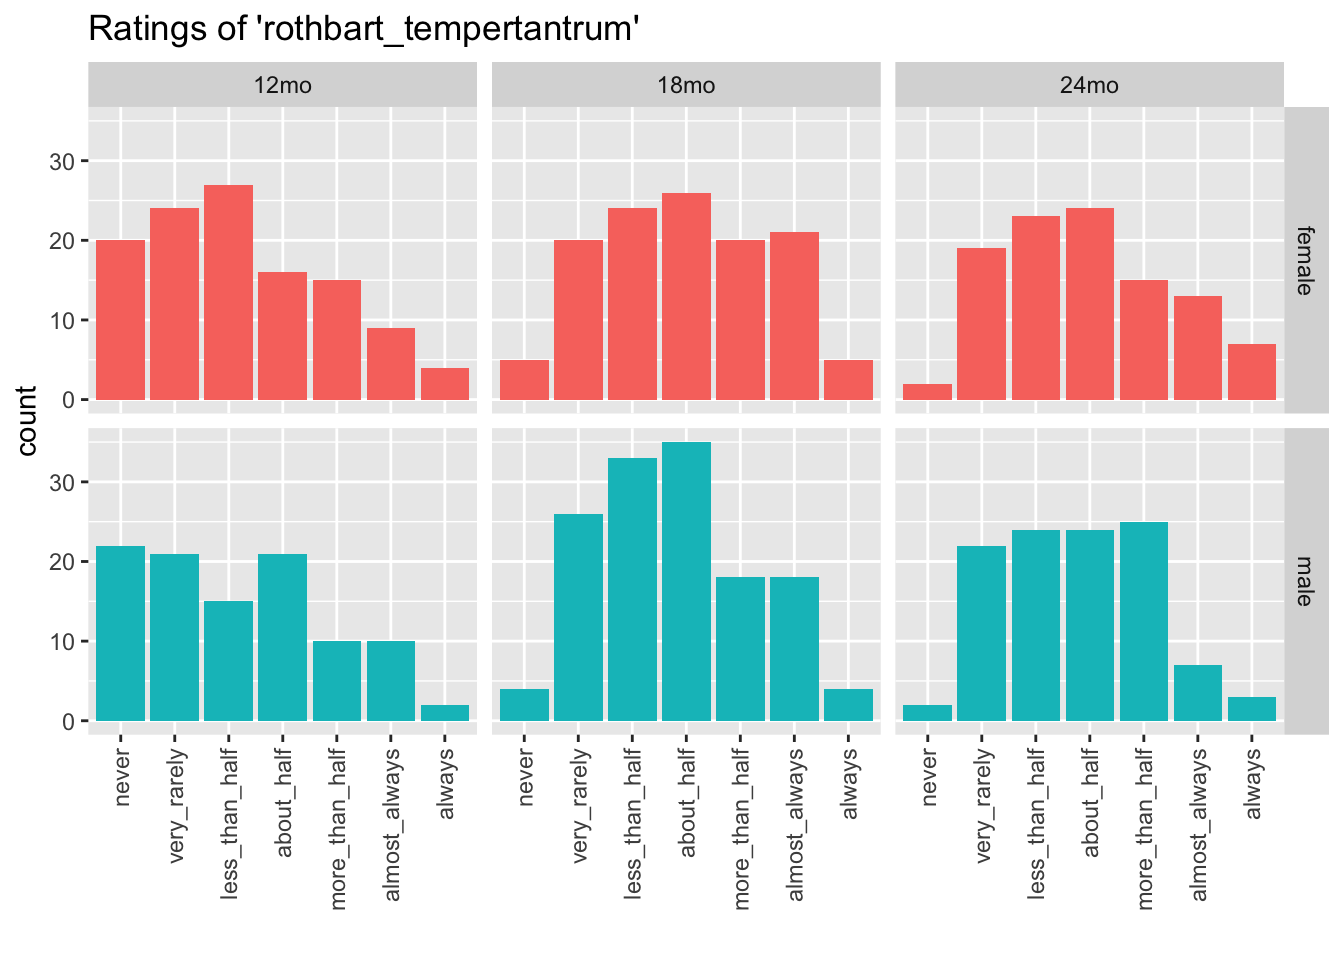 Ratings of 'rothbart_tempertantrum'
12mo 18mo 24mo
count
30
20
10
0
female
30
20
10
0
male
never very_rarely less_than_half about_half more_than_half almost_always always
never very_rarely less_than_half about_half more_than_half almost_always always
never very_rarely less_than_half about_half more_than_half almost_always always